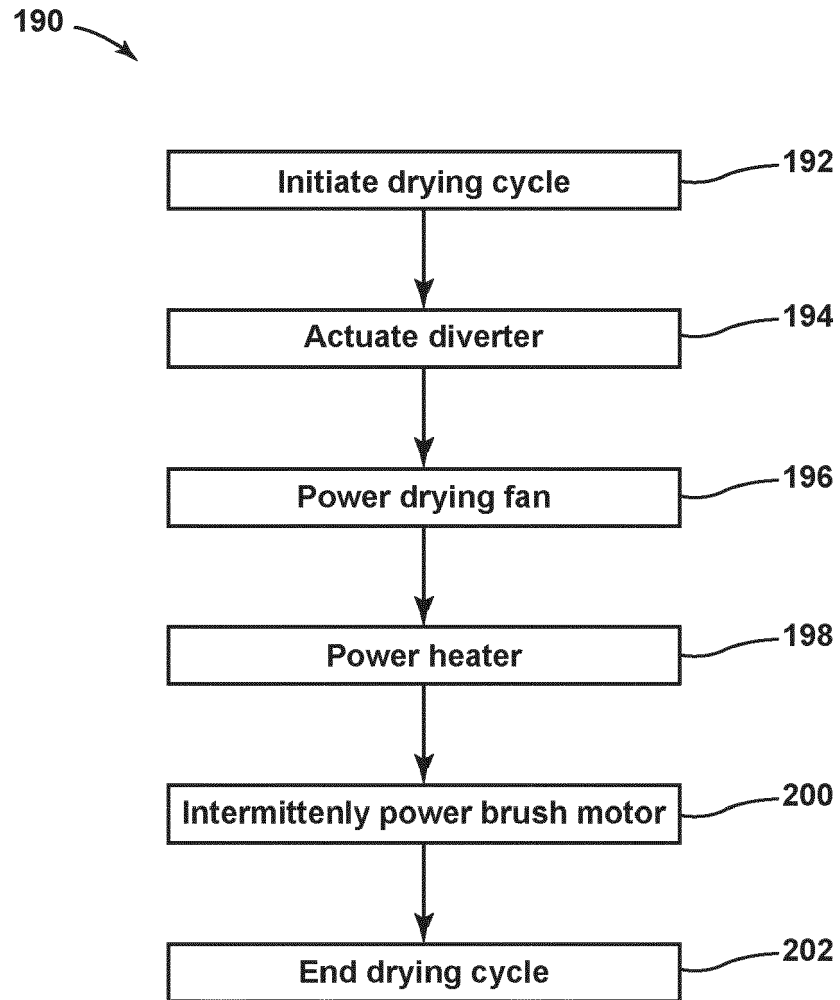 190
Initiate drying cycle
192
Actuate diverter
194
Power drying fan
196
Power heater
198
Intermittenly power brush motor
200
End drying cycle
202